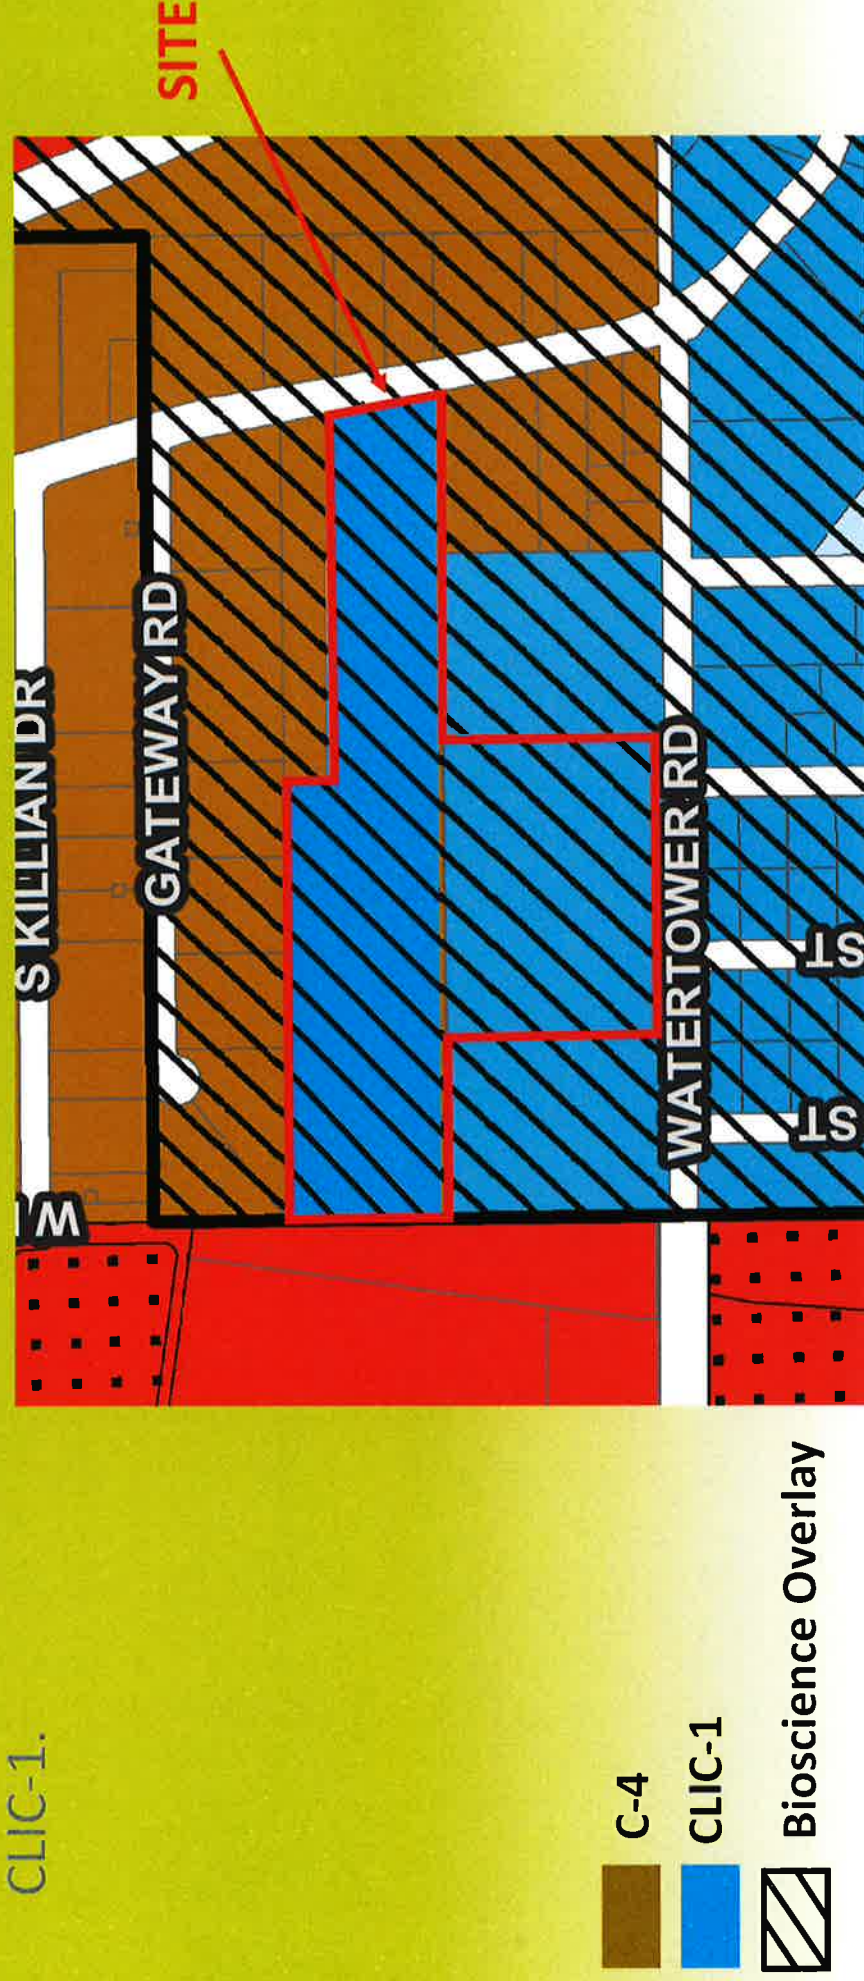 CLIC-1.
SITE
S KILLIAN DR
GATEWAY RD
WATERTOWER RD
ST
ST
C-4
CLIC-1
Bioscience Overlay